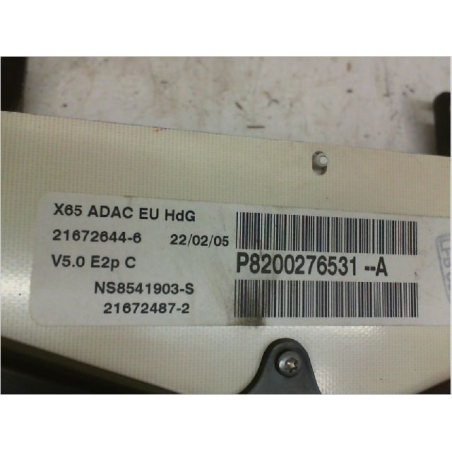 X65 ADAC EU HdG
21672644-6 22/02/05
V5.0 E2p C
P8200276531 --A
NS8541903-S
21672487-2